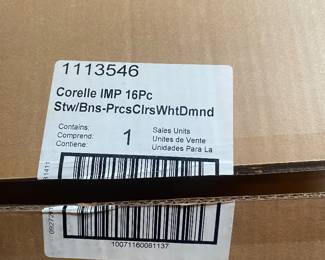 1113546
Corelle IMP 16Pc
Stw/Bns-PrcsClrsWhtDmnd
Contains:
Comprend:
Contiene:
1
Sales Units
Unites de Vente
Unidades Para La
10071160081137